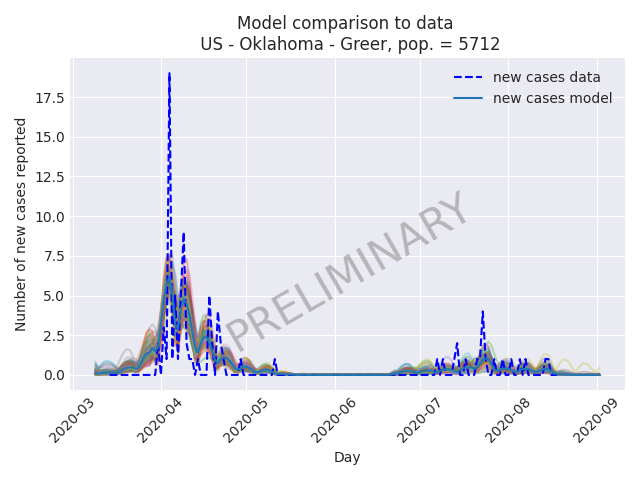 Model comparison to data
US - Oklahoma - Greer, pop. = 5712
new cases data
new cases model
PRELIMINARY
Number of new cases reported
17.5
15.0
12.5
10.0
7.5
5.0
2.5
0.0
2020-03
2020-04
2020-05
2020-06
2020-07
2020-08
2020-09
Day